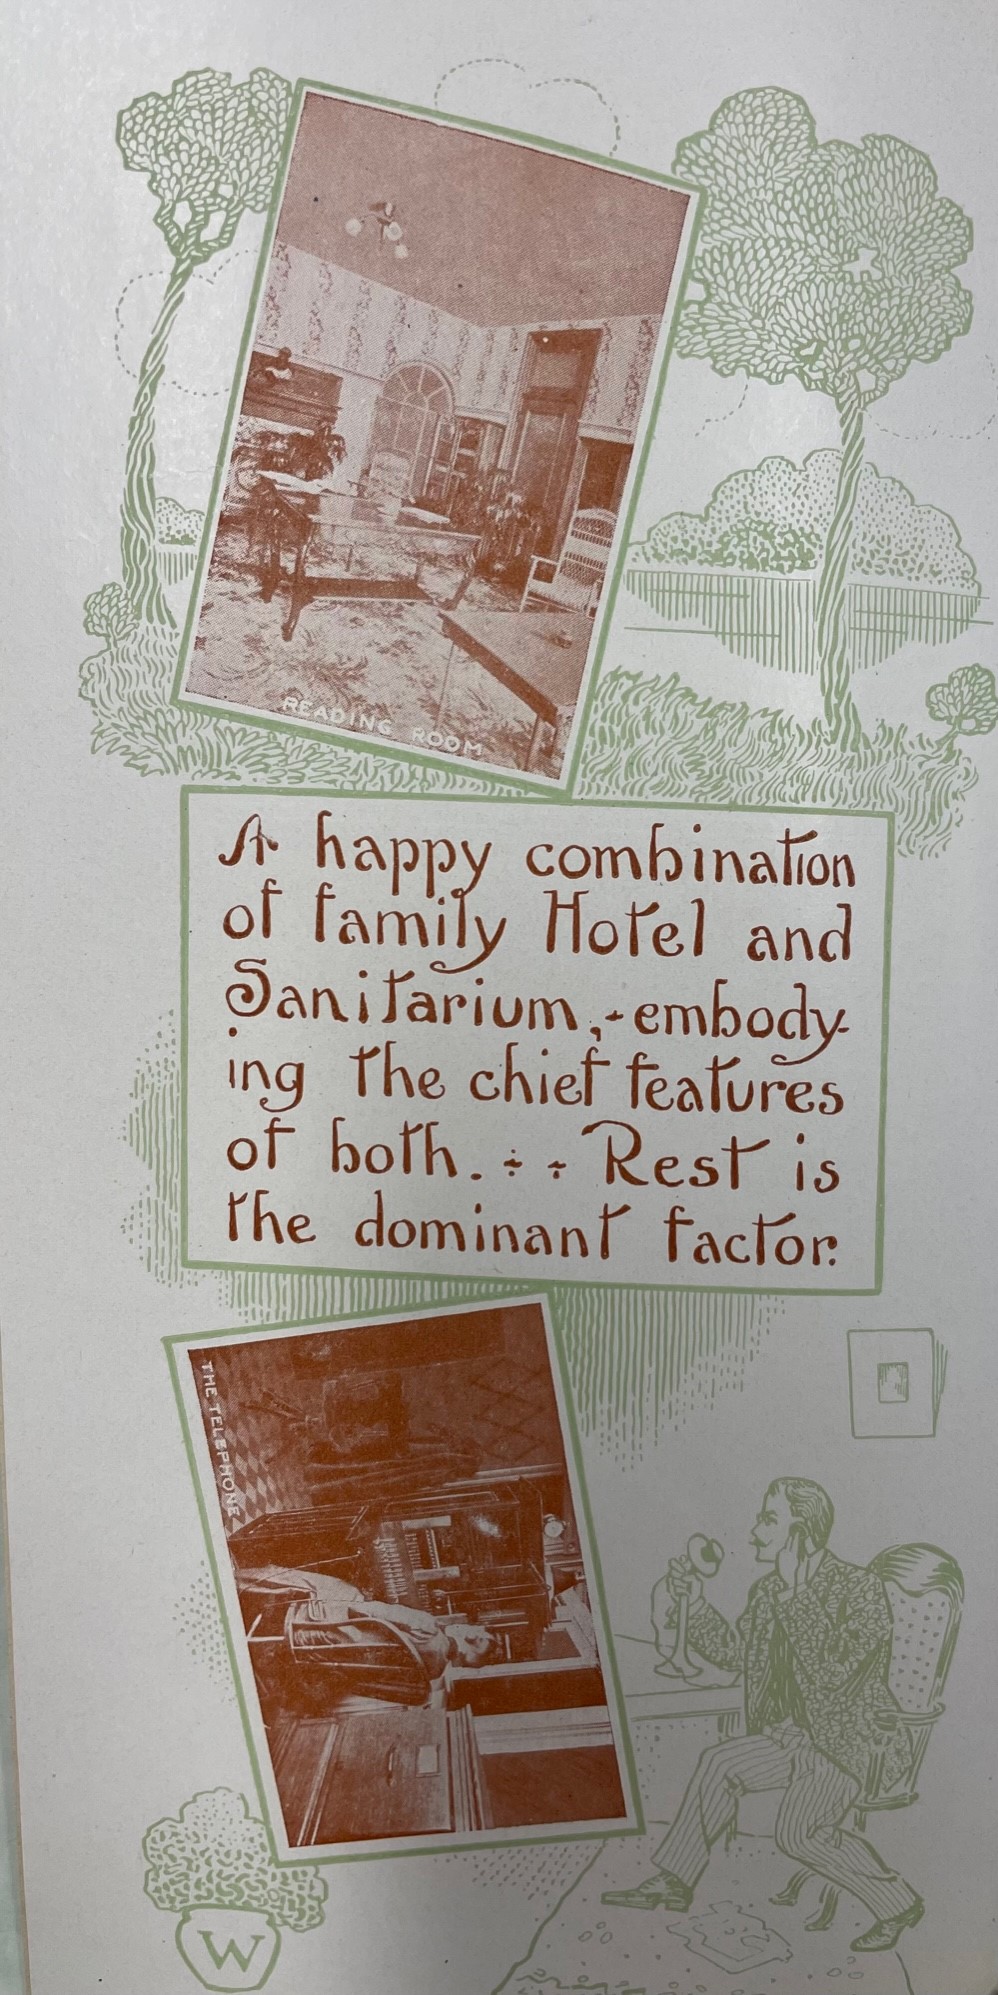 READING ROOM
A happy combination
of family Hotel and
Sanitarium,-embody-
ing the chief features
of both. ÷ ÷ Rest is
the dominant factor.
THE TELEPHONE
W